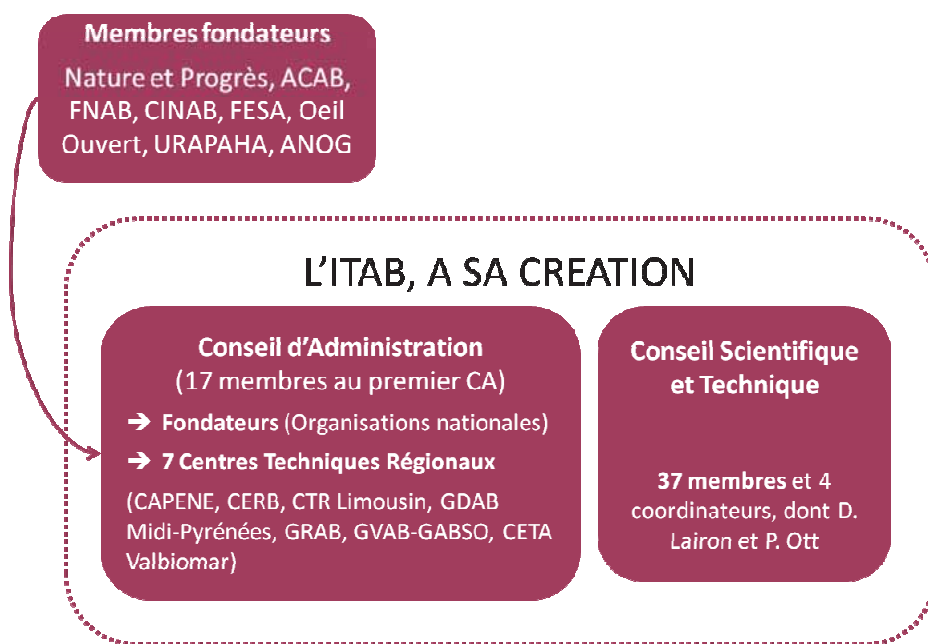 Membres fondateurs
Nature et Progrès, ACAB,
FNAB, CINAB, FESA, Oeil
Ouvert, URAPAHA, ANOG
L'ITAB, A SA CREATION
Conseil d'Administration
(17 membres au premier CA)
➔ Fondateurs (Organisations nationales)
➔ 7 Centres Techniques Régionaux
(CAPENE, CERB, CTR Limousin, GDAB
Midi-Pyrénées, GRAB, GVAB-GABSO, CETA
Valbiomar)
Conseil Scientifique
et Technique
37 membres et 4
coordinateurs, dont D.
Lairon et P. Ott